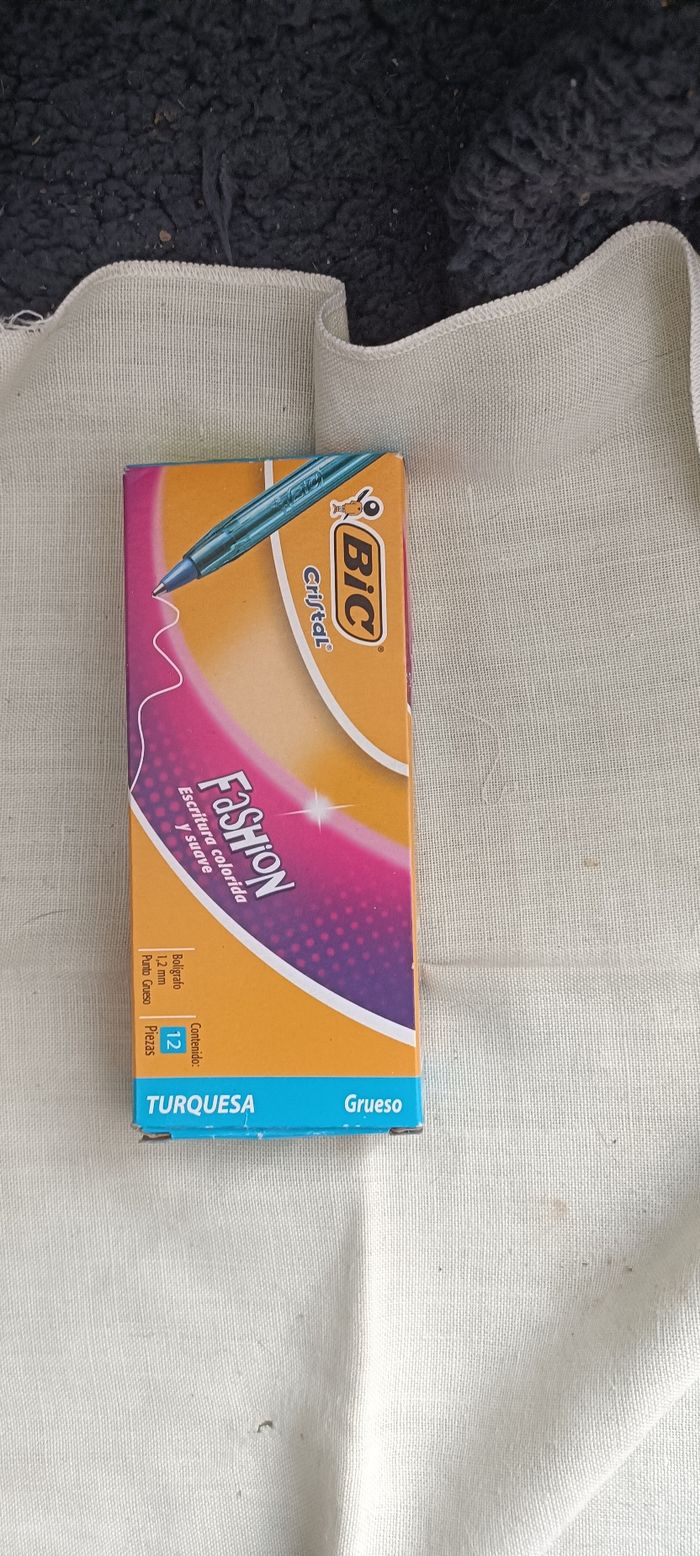 BiC®
Cristal®
FaSHiON
Escritura colorida
y suave
Bolígrafo
1,2 mm
Punto Grueso
Contenido:
12
Piezas
TURQUESA
Grueso